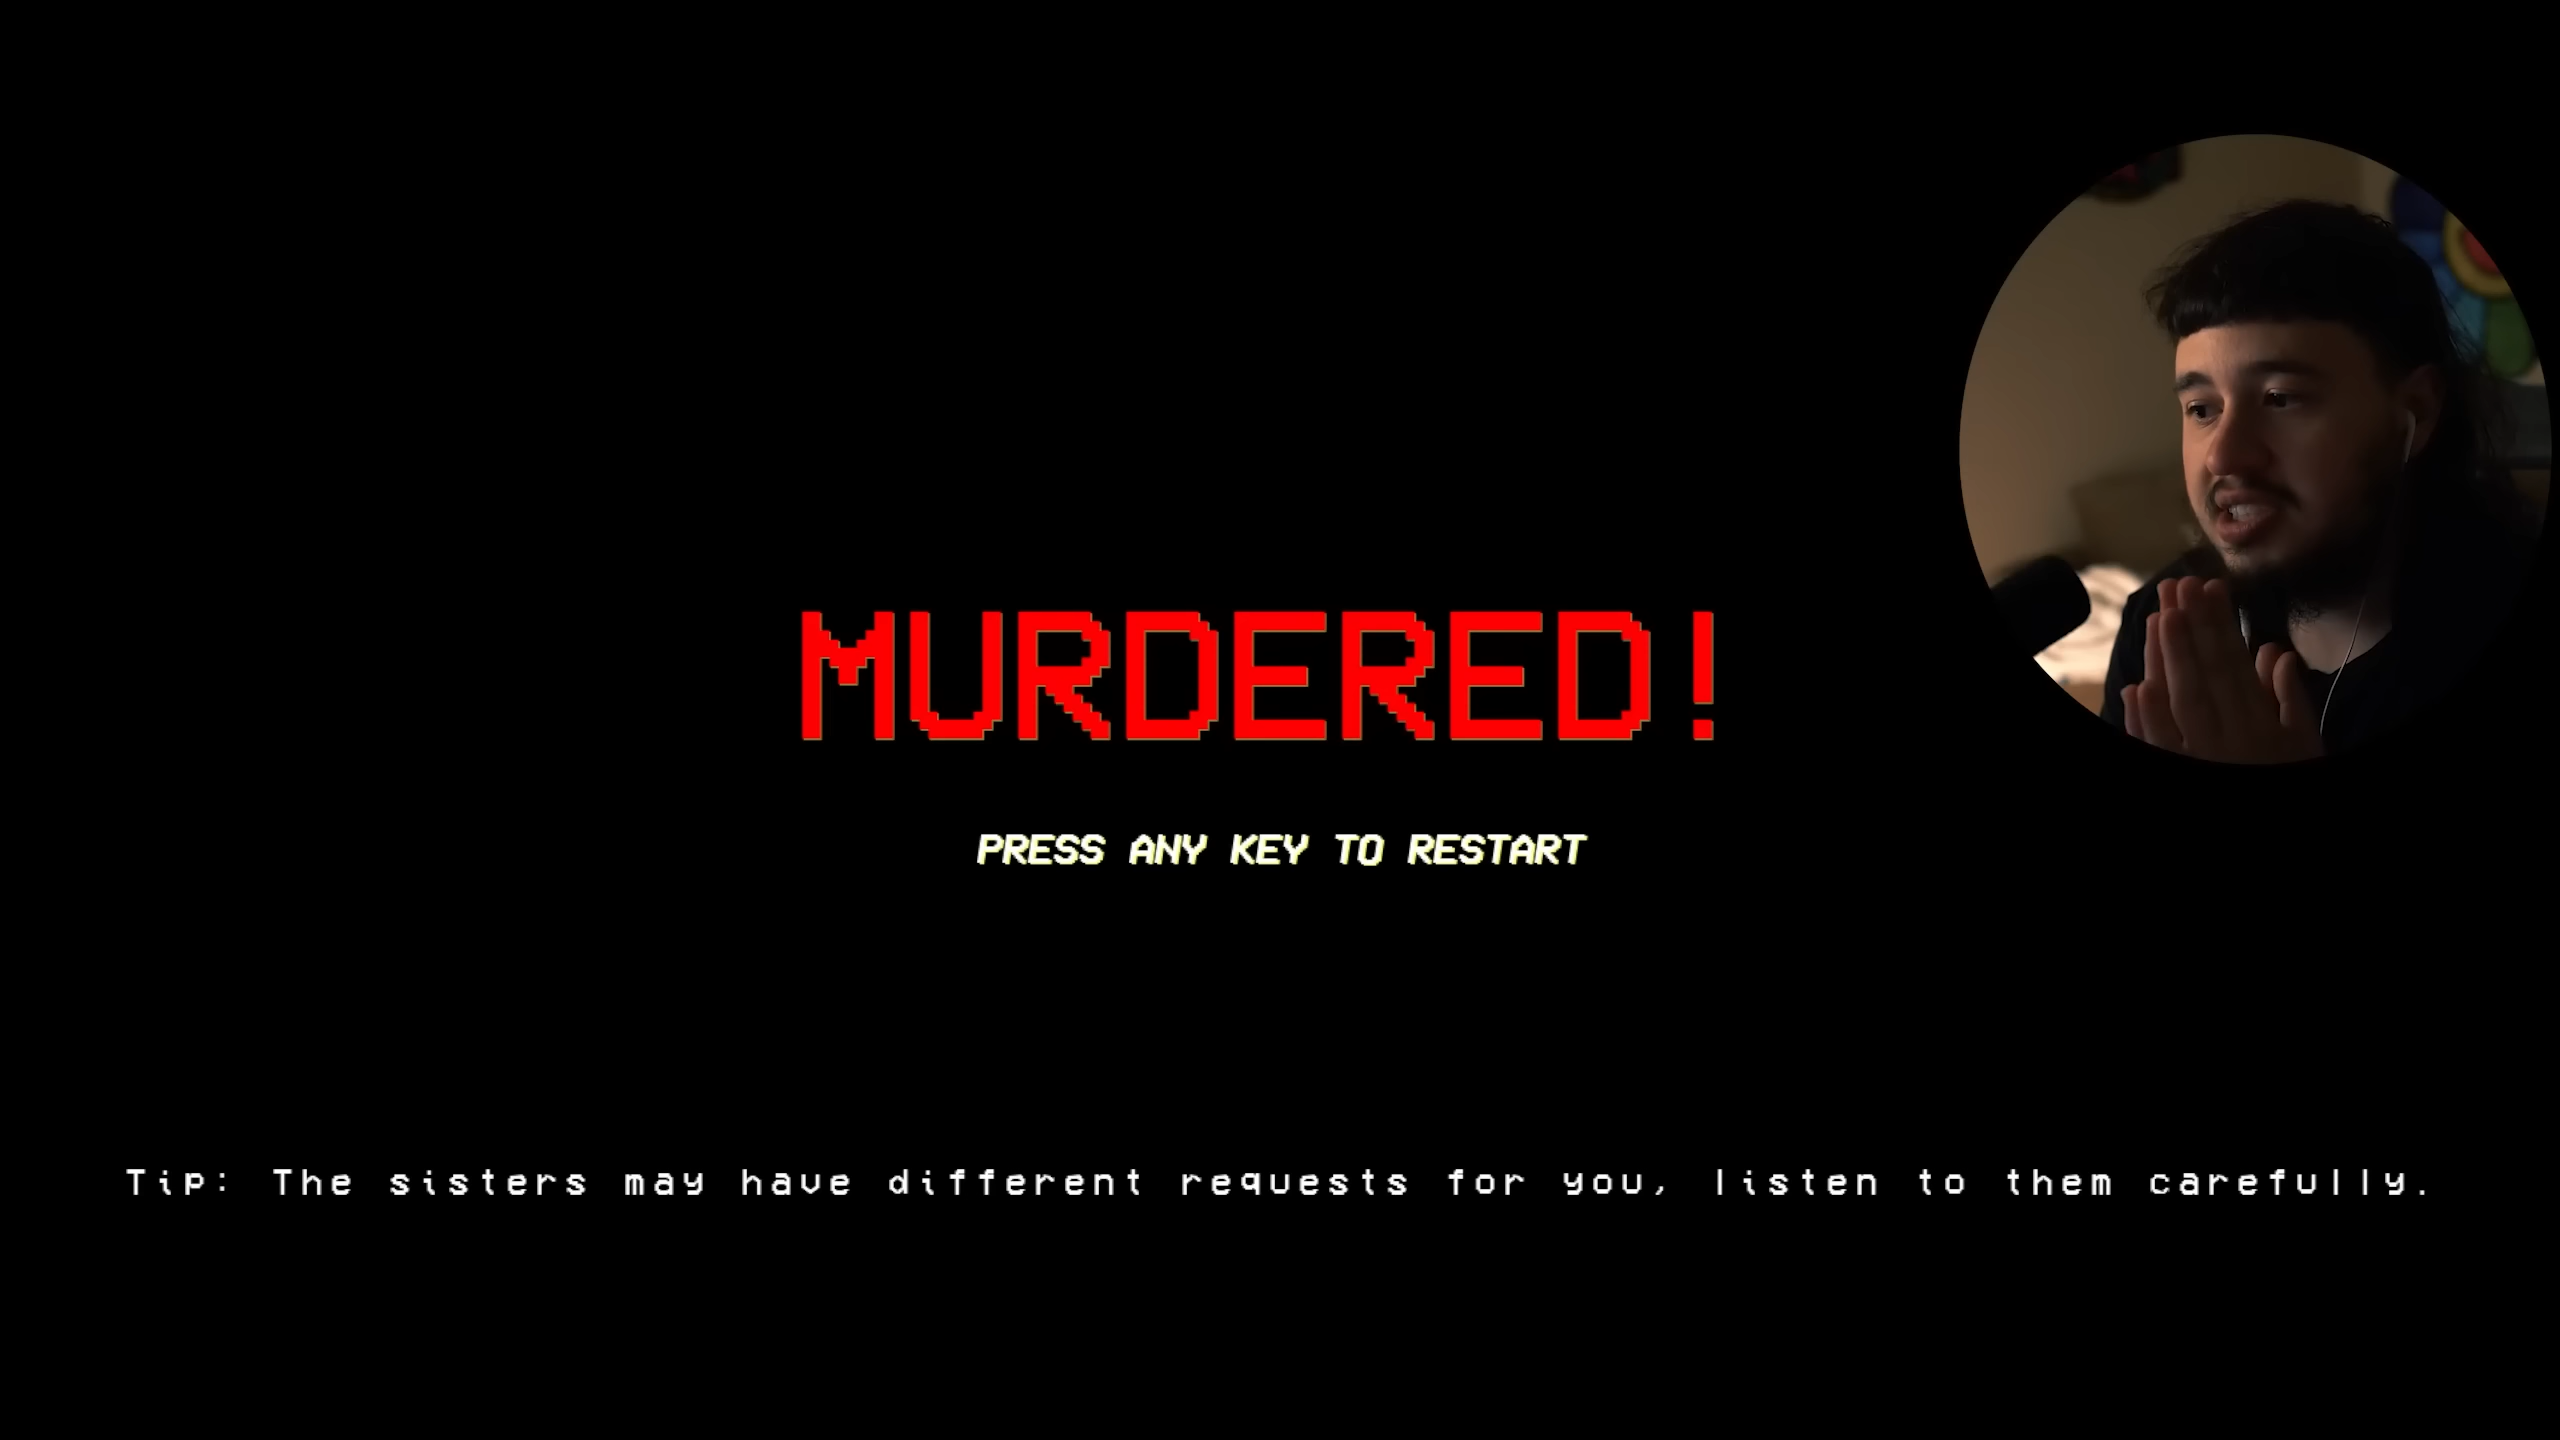 MURDERED!
PRESS ANY KEY TO RESTART
Tip: The sisters may have different requests for you, listen to them carefully.